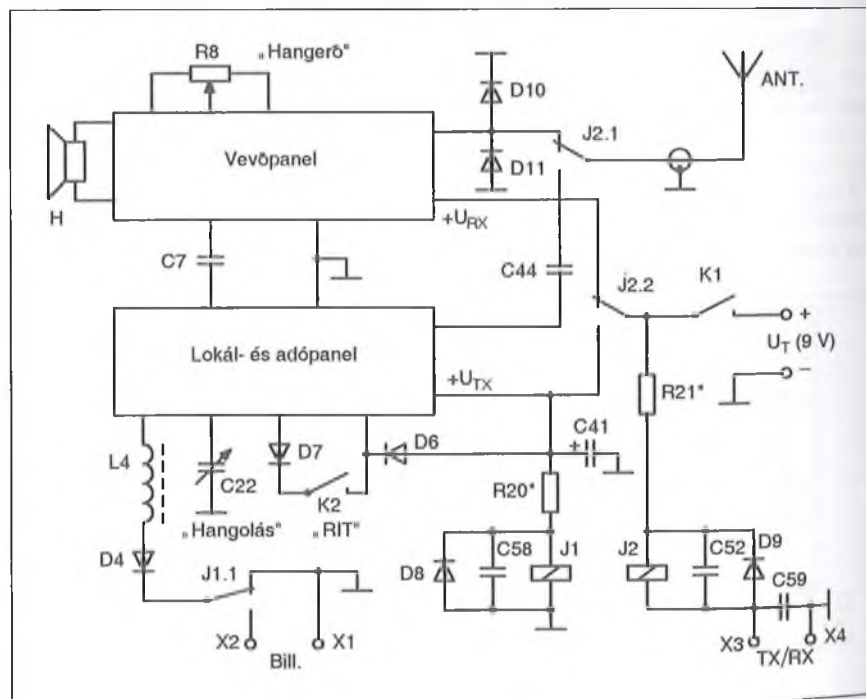 R8
„Hangerő"
D10
ANT.
J2.1
Vevőpanel
D11
H
+URX
C7
C44
J2.2
K1
+
UT (9 V)
−
Lokál- és adópanel
+UTX
R21*
L4
D7
D6
C41
+
C22
K2
R20*
„Hangolás"
„RIT"
D4
J1.1
D8
C58
J1
J2
C52
D9
C59
X2
X1
X3
X4
Bill.
TX/RX